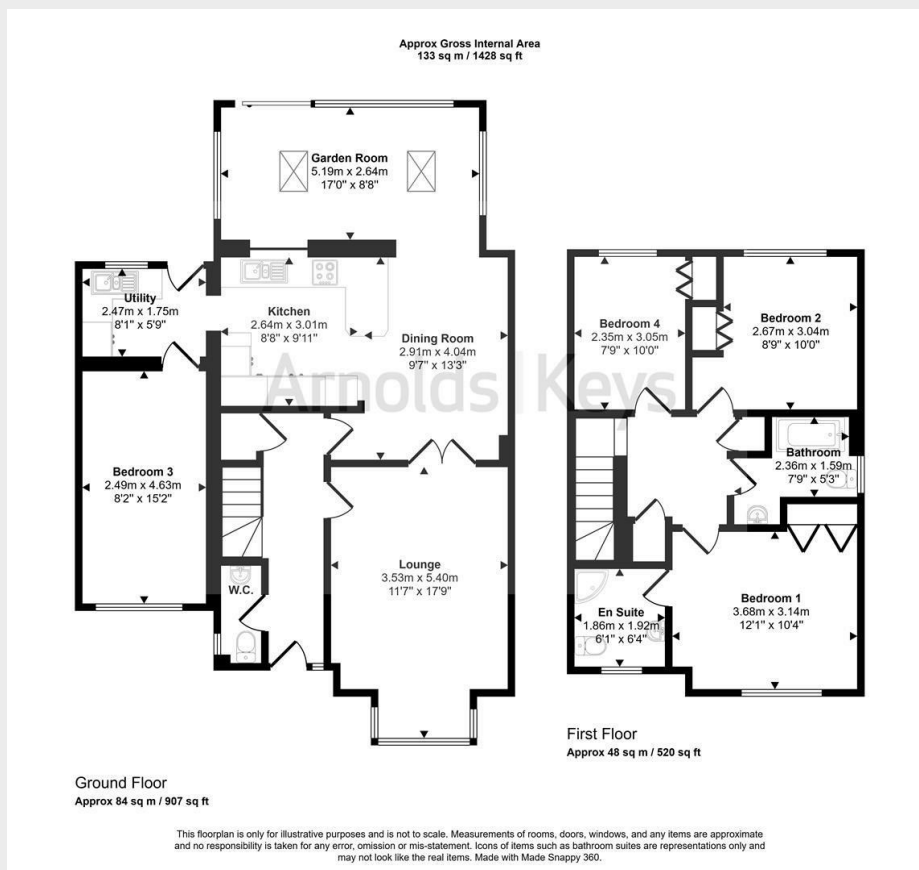 Approx Gross Internal Area
133 sq m / 1428 sq ft
Garden Room
5.19m x 2.64m
17'0" x 8'8"
Utility
2.47m x 1.75m
8'1" x 5'9"
Kitchen
2.64m x 3.01m
8'8" x 9'11"
Dining Room
2.91m x 4.04m
9'7" x 13'3"
Bedroom 4
2.35m x 3.05m
7'9" x 10'0"
Bedroom 2
2.67m x 3.04m
8'9" x 10'0"
Arnolds | Keys
Bedroom 3
2.49m x 4.63m
8'2" x 15'2"
Bathroom
2.36m x 1.59m
7'9" x 5'3"
Lounge
3.53m x 5.40m
11'7" x 17'9"
W.C.
En Suite
1.86m x 1.92m
6'1" x 6'4"
Bedroom 1
3.68m x 3.14m
12'1" x 10'4"
First Floor
Approx 48 sq m / 520 sq ft
Ground Floor
Approx 84 sq m / 907 sq ft
This floorplan is only for illustrative purposes and is not to scale. Measurements of rooms, doors, windows, and any items are approximate
and no responsibility is taken for any error, omission or mis-statement. Icons of items such as bathroom suites are representations only and
may not look like the real items. Made with Made Snappy 360.